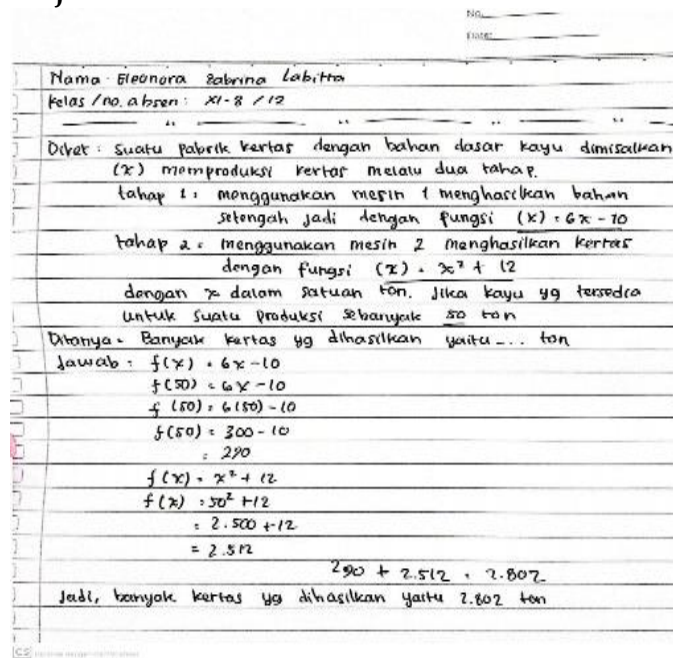 No.
Date:
Nama : Eleonora Sabrina Labitta
Kelas / no. absen : XI-8 / 12
Diket : Suatu pabrik kertas dengan bahan dasar kayu dimisalkan
(x) memproduksi kertas melalu dua tahap.
tahap 1 : menggunakan mesin 1 menghasilkan bahan
setengah jadi dengan fungsi (x) = 6x - 10
tahap 2 : menggunakan mesin 2 menghasilkan kertas
dengan fungsi (x) = x² + 12
dengan x dalam satuan ton. Jika kayu yg tersedia
untuk suatu produksi sebanyak 50 ton
Ditanya = Banyak kertas yg dihasilkan yaitu ... ton
Jawab : f(x) = 6x - 10
f(50) = 6x - 10
f (50) = 6(50) - 10
f(50) = 300 - 10
= 290
f(x) = x² + 12
f(x) = 50² + 12
= 2.500 + 12
= 2.512
290 + 2.512 = 2.802
Jadi, banyak kertas yg dihasilkan yaitu 2.802 ton
CS